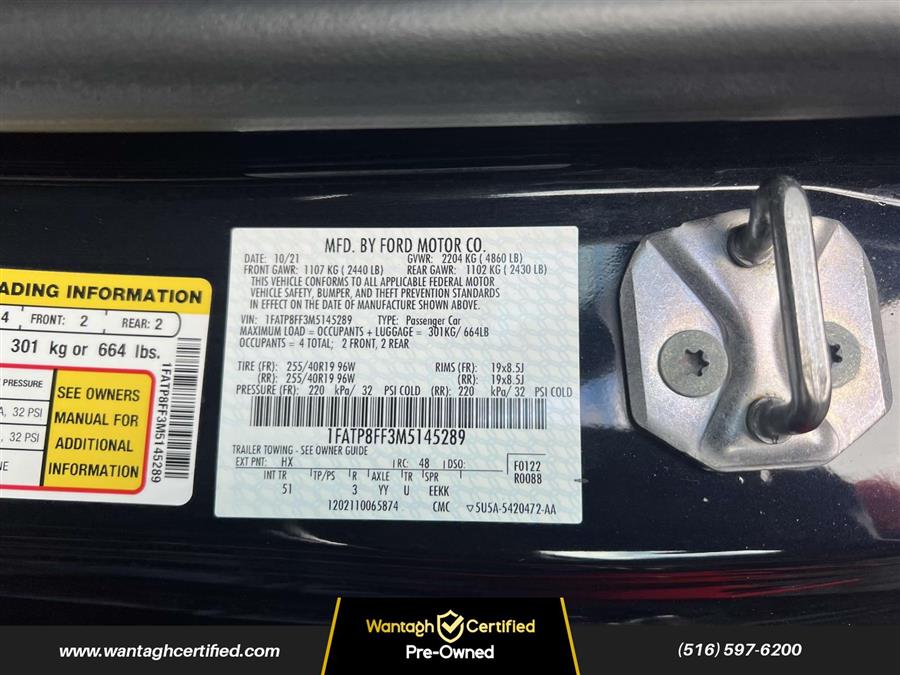 ADING INFORMATION
4 FRONT: 2 REAR: 2
301 kg or 664 lbs.
PRESSURE
A, 32 PSI
, 32 PSI
NE
SEE OWNERS
MANUAL FOR
ADDITIONAL
INFORMATION
1FATP8FF3M5145289
MFD. BY FORD MOTOR CO.
DATE: 10/21 GVWR: 2204 KG ( 4860 LB)
FRONT GAWR: 1107 KG ( 2440 LB) REAR GAWR: 1102 KG ( 2430 LB)
THIS VEHICLE CONFORMS TO ALL APPLICABLE FEDERAL MOTOR
VEHICLE SAFETY, BUMPER, AND THEFT PREVENTION STANDARDS
IN EFFECT ON THE DATE OF MANUFACTURE SHOWN ABOVE.
VIN: 1FATP8FF3M5145289 TYPE: Passenger Car
MAXIMUM LOAD = OCCUPANTS + LUGGAGE = 301KG/ 664LB
OCCUPANTS = 4 TOTAL; 2 FRONT, 2 REAR
TIRE (FR): 255/40R19 96W RIMS (FR): 19x8.5J
(RR): 255/40R19 96W (RR): 19x8.5J
PRESSURE (FR): 220 kPa/ 32 PSI COLD (RR): 220 kPa/ 32 PSI COLD
1FATP8FF3M5145289
TRAILER TOWING - SEE OWNER GUIDE
EXT PNT: HX RC: 48 DSO: F0122
R0088
INT TR TP/PS R AXLE TR SPR
51 3 YY U EEKK
1202110065874 CMC ▽5U5A-5420472-AA
www.wantaghcertified.com
Wantagh Certified
Pre-Owned
(516) 597-6200